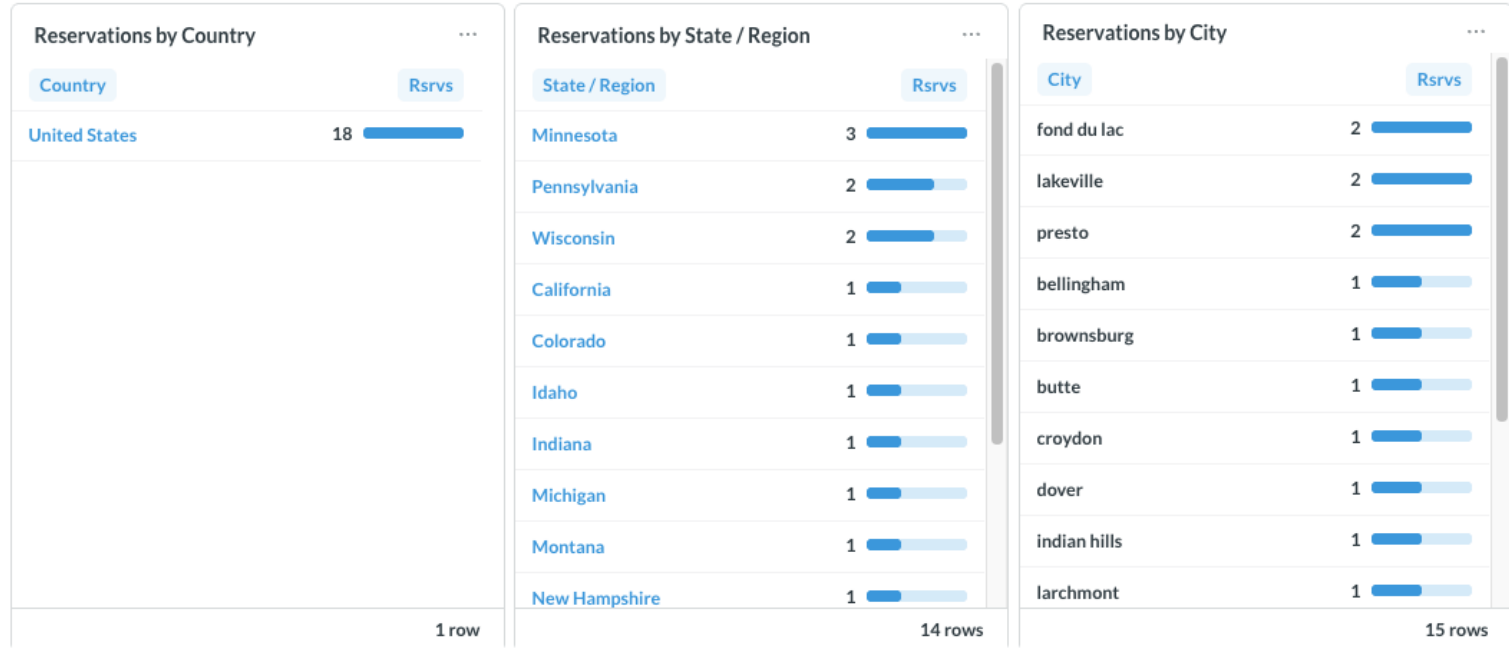 Reservations by Country ...
Country Rsrvs
United States 18
1 row
Reservations by State / Region ...
State / Region Rsrvs
Minnesota 3
Pennsylvania 2
Wisconsin 2
California 1
Colorado 1
Idaho 1
Indiana 1
Michigan 1
Montana 1
New Hampshire 1
14 rows
Reservations by City ...
City Rsrvs
fond du lac 2
lakeville 2
presto 2
bellingham 1
brownsburg 1
butte 1
croydon 1
dover 1
indian hills 1
larchmont 1
15 rows